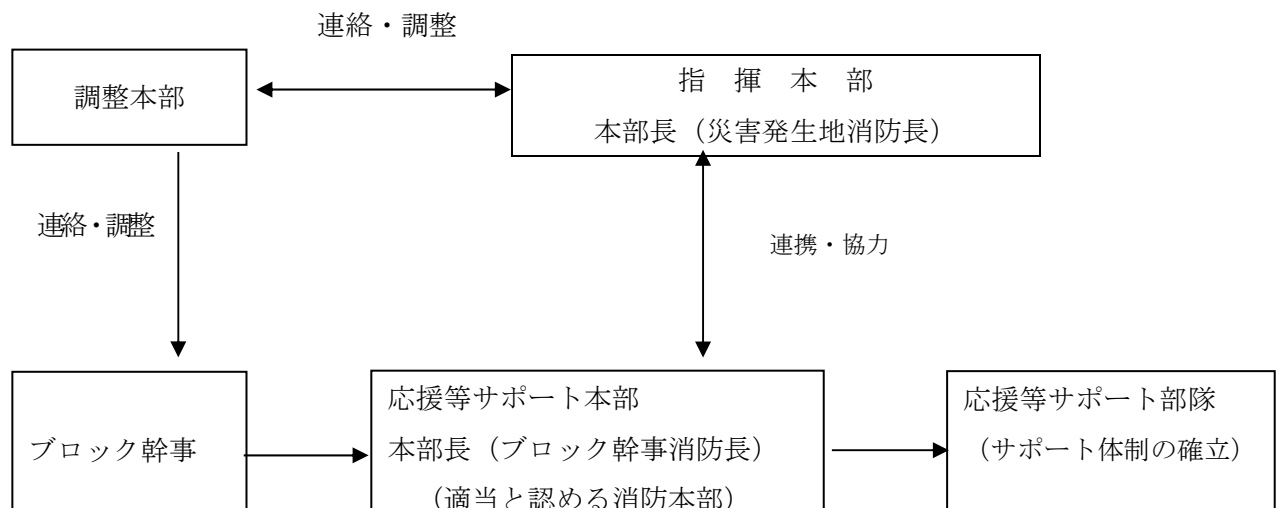 連絡・調整
調整本部
指　揮　本　部
本部長（災害発生地消防長）
連絡・調整
連携・協力
ブロック幹事
応援等サポート本部
本部長（ブロック幹事消防長）
（適当と認める消防本部）
応援等サポート部隊
（サポート体制の確立）